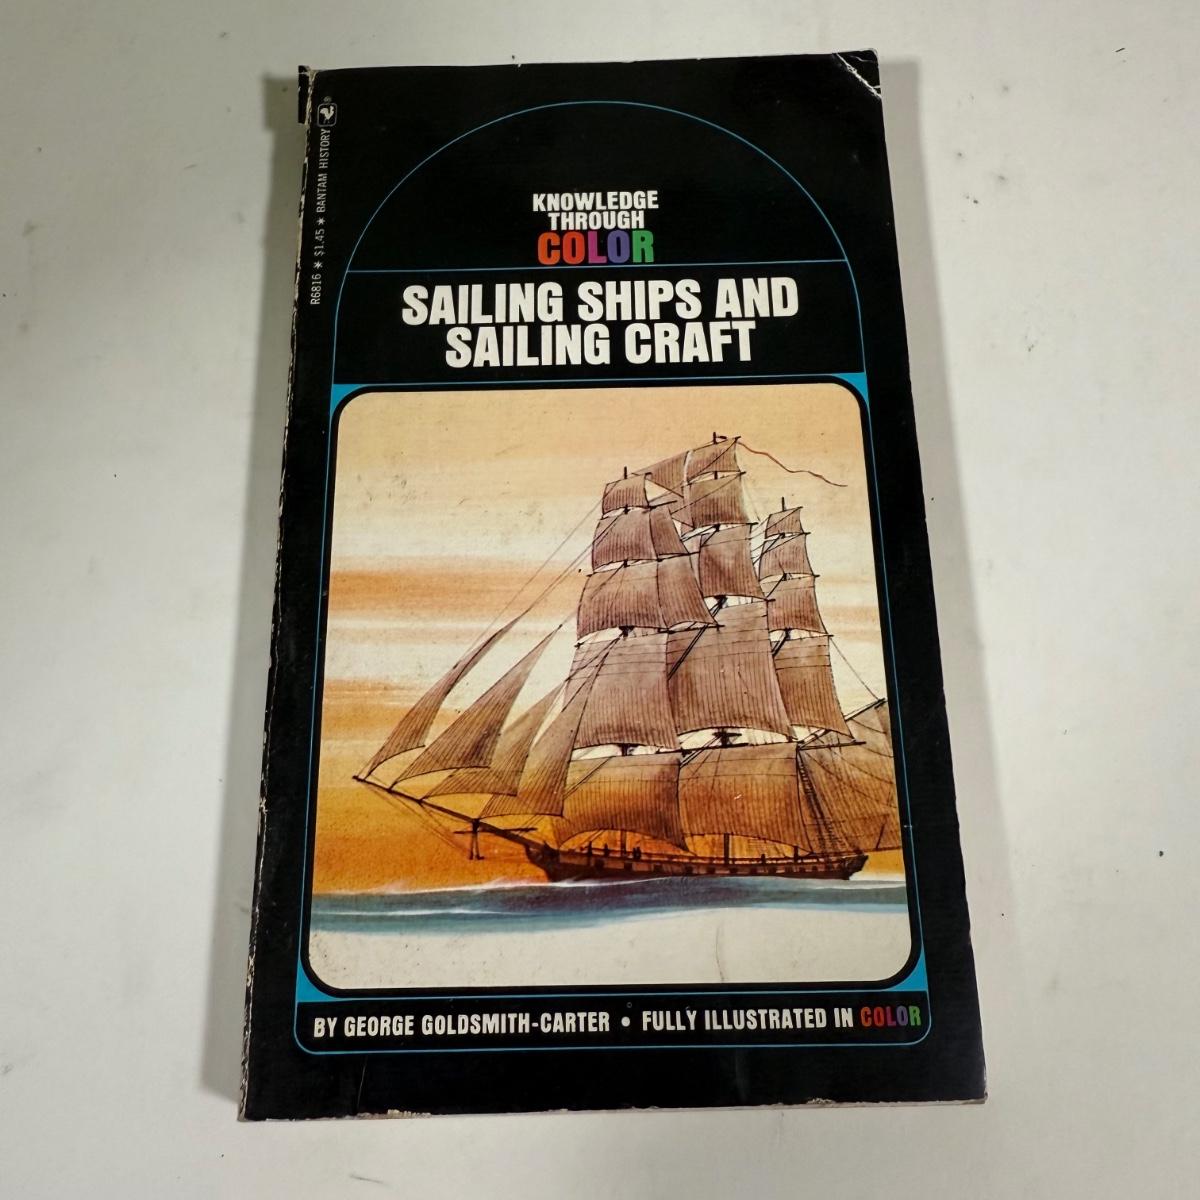 R6816 * $1.45 * BANTAM HISTORY ®
KNOWLEDGE
THROUGH
COLOR
SAILING SHIPS AND
SAILING CRAFT
BY GEORGE GOLDSMITH-CARTER • FULLY ILLUSTRATED IN COLOR